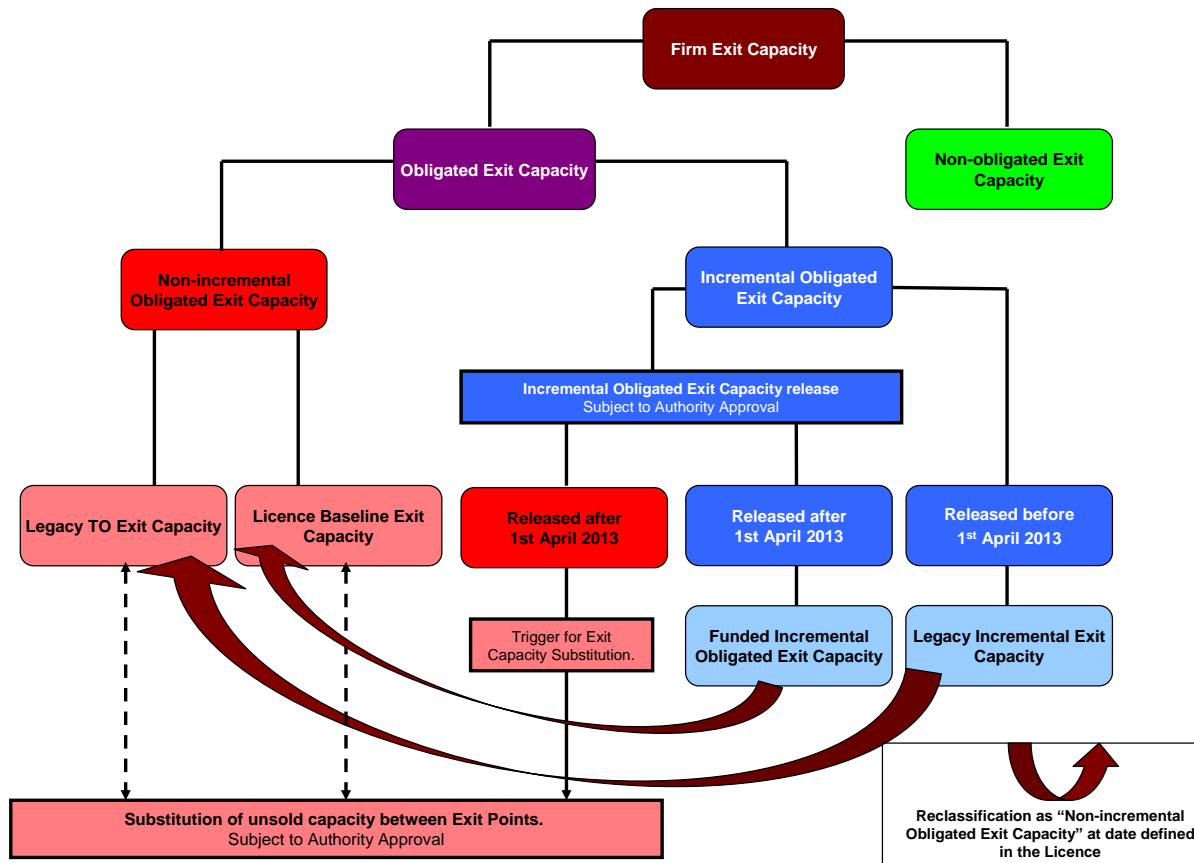 Firm Exit Capacity
Obligated Exit Capacity
Non-obligated Exit
Capacity
Non-incremental
Obligated Exit Capacity
Incremental Obligated
Exit Capacity
Incremental Obligated Exit Capacity release
Subject to Authority Approval
Legacy TO Exit Capacity
Licence Baseline Exit
Capacity
Released after
1st April 2013
Released after
1st April 2013
Released before
1st April 2013
Trigger for Exit
Capacity Substitution.
Funded Incremental
Obligated Exit Capacity
Legacy Incremental Exit
Capacity
Substitution of unsold capacity between Exit Points.
Subject to Authority Approval
Reclassification as “Non-incremental
Obligated Exit Capacity” at date defined
in the Licence